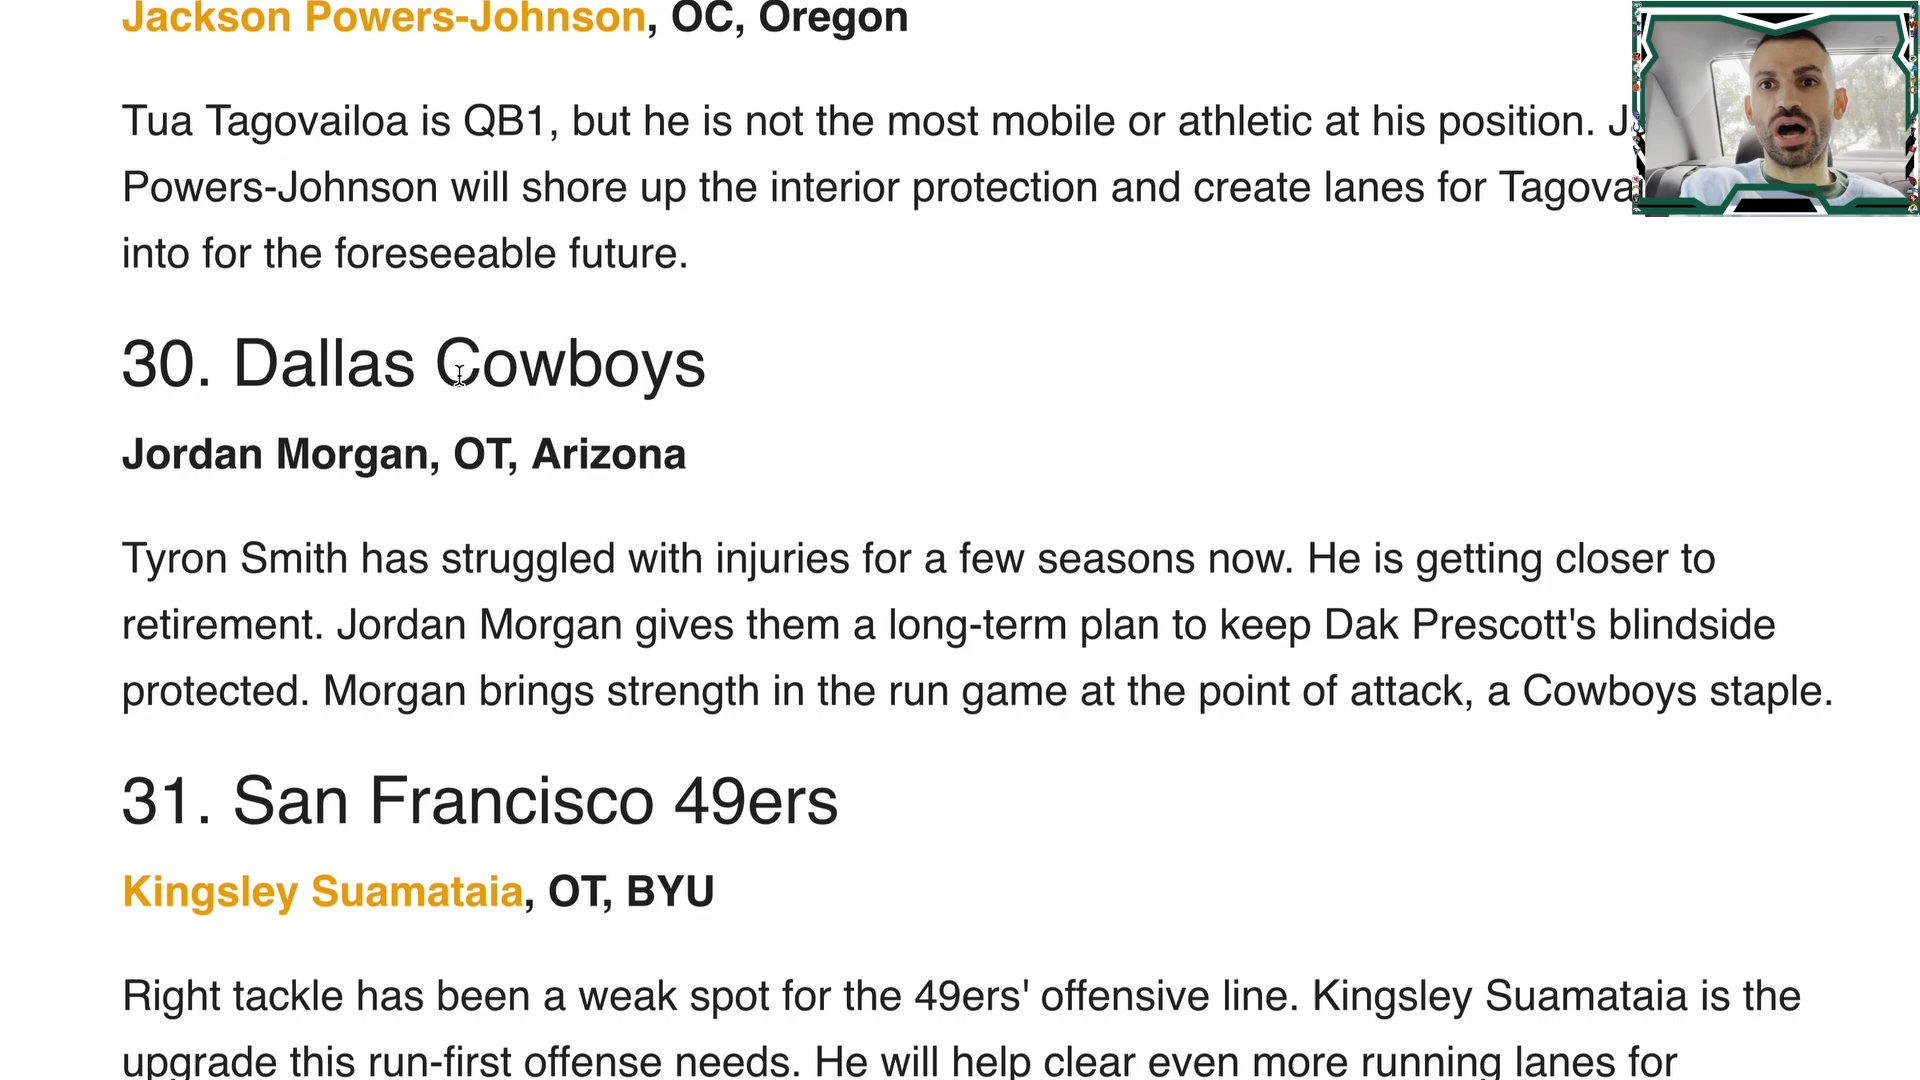 Jackson Powers-Johnson, OC, Oregon
Tua Tagovailoa is QB1, but he is not the most mobile or athletic at his position.
Powers-Johnson will shore up the interior protection and create lanes for
into for the foreseeable future.
30. Dallas Cowboys
Jordan Morgan, OT, Arizona
Tyron Smith has struggled with injuries for a few seasons now. He is getting closer to
retirement. Jordan Morgan gives them a long-term plan to keep Dak Prescott's blindside
protected. Morgan brings strength in the run game at the point of attack, a Cowboys staple.
31. San Francisco 49ers
Kingsley Suamataia, OT, BYU
Right tackle has been a weak spot for the 49ers' offensive line. Kingsley Suamataia is the
upgrade this run-first offense needs. He will help clear even more running lanes for